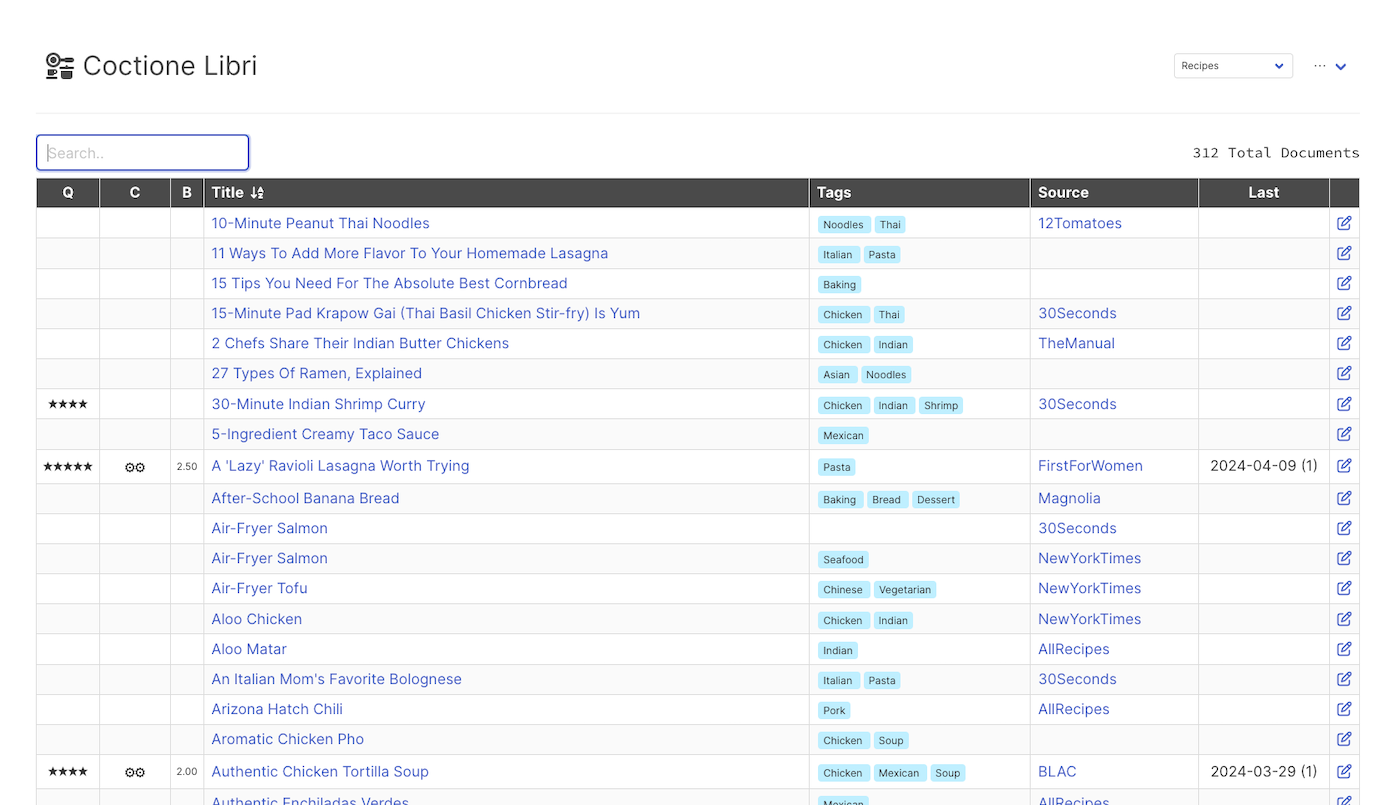 Coctione Libri Recipes ...
Search.. 312 Total Documents
Q C B Title Tags Source Last
10-Minute Peanut Thai Noodles Noodles Thai 12Tomatoes
11 Ways To Add More Flavor To Your Homemade Lasagna Italian Pasta
15 Tips You Need For The Absolute Best Cornbread Baking
15-Minute Pad Krapow Gai (Thai Basil Chicken Stir-fry) Is Yum Chicken Thai 30Seconds
2 Chefs Share Their Indian Butter Chickens Chicken Indian TheManual
27 Types Of Ramen, Explained Asian Noodles
★★★★ 30-Minute Indian Shrimp Curry Chicken Indian Shrimp 30Seconds
5-Ingredient Creamy Taco Sauce Mexican
★★★★★ ⚙⚙ 2.50 A 'Lazy' Ravioli Lasagna Worth Trying Pasta FirstForWomen 2024-04-09 (1)
After-School Banana Bread Baking Bread Dessert Magnolia
Air-Fryer Salmon 30Seconds
Air-Fryer Salmon Seafood NewYorkTimes
Air-Fryer Tofu Chinese Vegetarian NewYorkTimes
Aloo Chicken Chicken Indian NewYorkTimes
Aloo Matar Indian AllRecipes
An Italian Mom's Favorite Bolognese Italian Pasta 30Seconds
Arizona Hatch Chili Pork AllRecipes
Aromatic Chicken Pho Chicken Soup
★★★★ ⚙⚙ 2.00 Authentic Chicken Tortilla Soup Chicken Mexican Soup BLAC 2024-03-29 (1)
Authentic Enchiladas Verdes Mexican AllRecipes